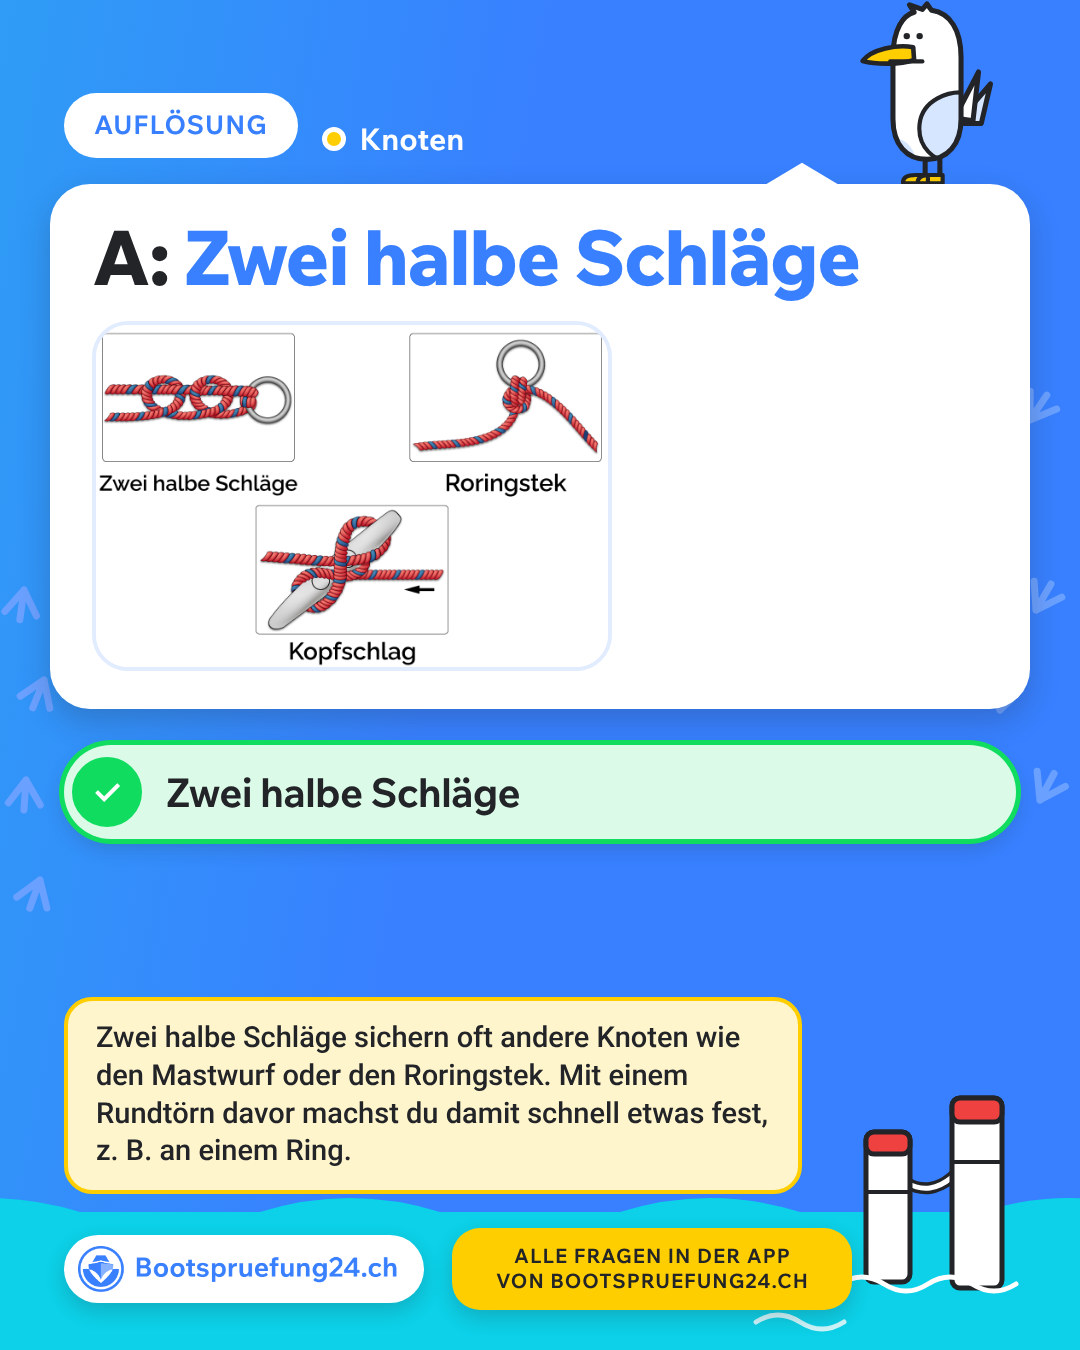 AUFLÖSUNG
Knoten
A: Zwei halbe Schläge
Zwei halbe Schläge
Roringstek
Kopfschlag
Zwei halbe Schläge
Zwei halbe Schläge sichern oft andere Knoten wie
den Mastwurf oder den Roringstek. Mit einem
Rundtörn davor machst du damit schnell etwas fest,
z. B. an einem Ring.
Bootspruefung24.ch
ALLE FRAGEN IN DER APP
VON BOOTSPRUEFUNG24.CH